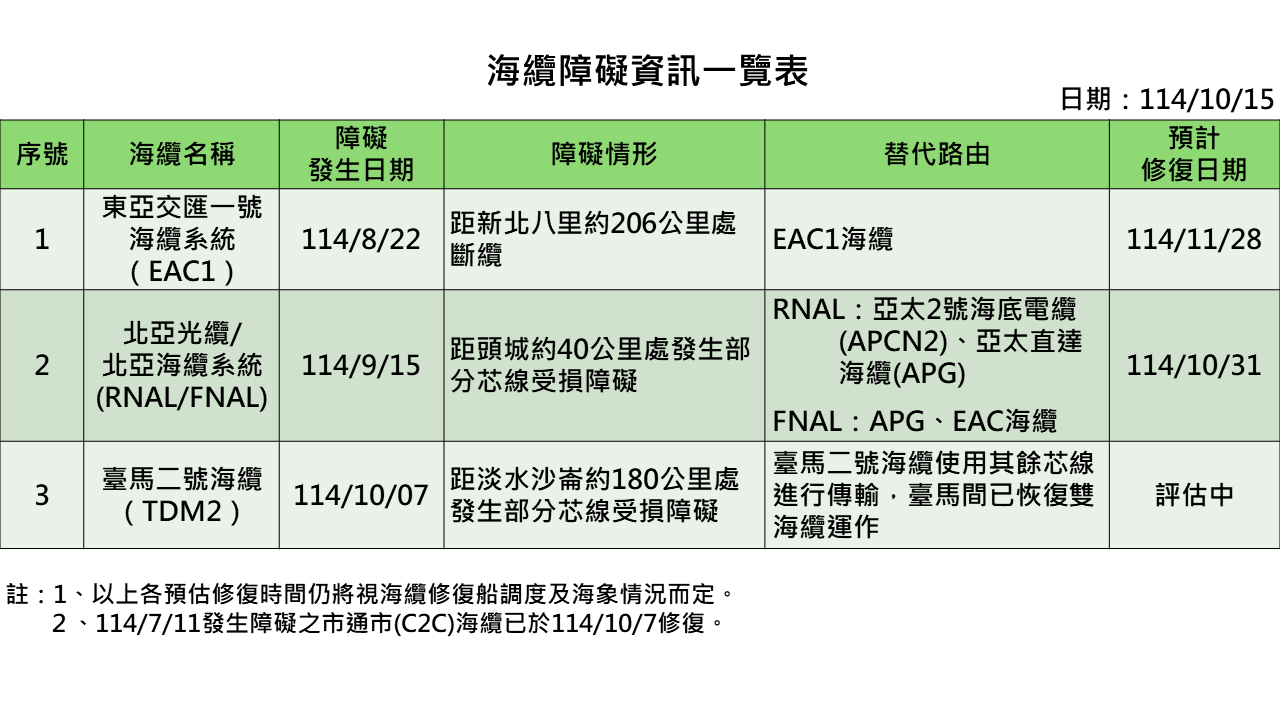 海纜障礙資訊一覽表
日期：114/10/15
序號
海纜名稱
障礙
發生日期
障礙情形
替代路由
預計
修復日期
1
東亞交匯一號
海纜系統
（EAC1）
114/8/22
距新北八里約206公里處
斷纜
EAC1海纜
114/11/28
2
北亞光纜/
北亞海纜系統
(RNAL/FNAL)
114/9/15
距頭城約40公里處發生部
分芯線受損障礙
RNAL：亞太2號海底電纜
(APCN2)、亞太直達
海纜(APG)
FNAL：APG、EAC海纜
114/10/31
3
臺馬二號海纜
（TDM2）
114/10/07
距淡水沙崙約180公里處
發生部分芯線受損障礙
臺馬二號海纜使用其餘芯線
進行傳輸，臺馬間已恢復雙
海纜運作
評估中
註：1、以上各預估修復時間仍將視海纜修復船調度及海象情況而定。
2、114/7/11發生障礙之市通市(C2C)海纜已於114/10/7修復。